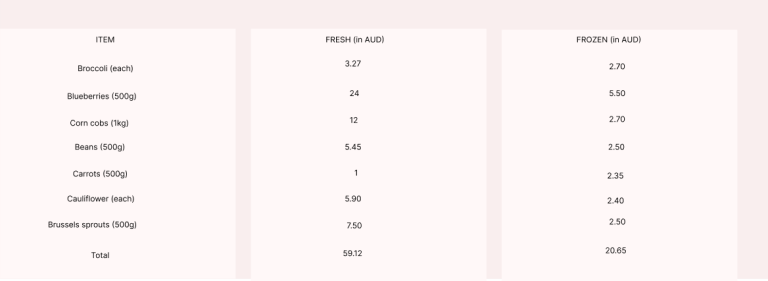 ITEM FRESH (in AUD) FROZEN (in AUD)
Broccoli (each) 3.27 2.70
Blueberries (500g) 24 5.50
Corn cobs (1kg) 12 2.70
Beans (500g) 5.45 2.50
Carrots (500g) 1 2.35
Cauliflower (each) 5.90 2.40
Brussels sprouts (500g) 7.50 2.50
Total 59.12 20.65